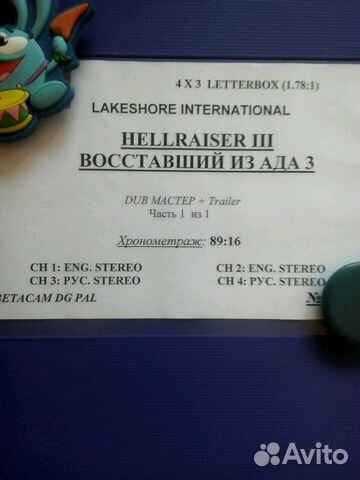 4 X 3 LETTERBOX (1.78:1)
LAKESHORE INTERNATIONAL
HELLRAISER III
ВОССТАВШИЙ ИЗ АДА 3
DUB МАСТЕР + Trailer
Часть 1 из 1
Хронометраж: 89:16
CH 1: ENG. STEREO CH 2: ENG. STEREO
CH 3: РУС. STEREO CH 4: РУС. STEREO
BETACAM DG PAL №
Avito